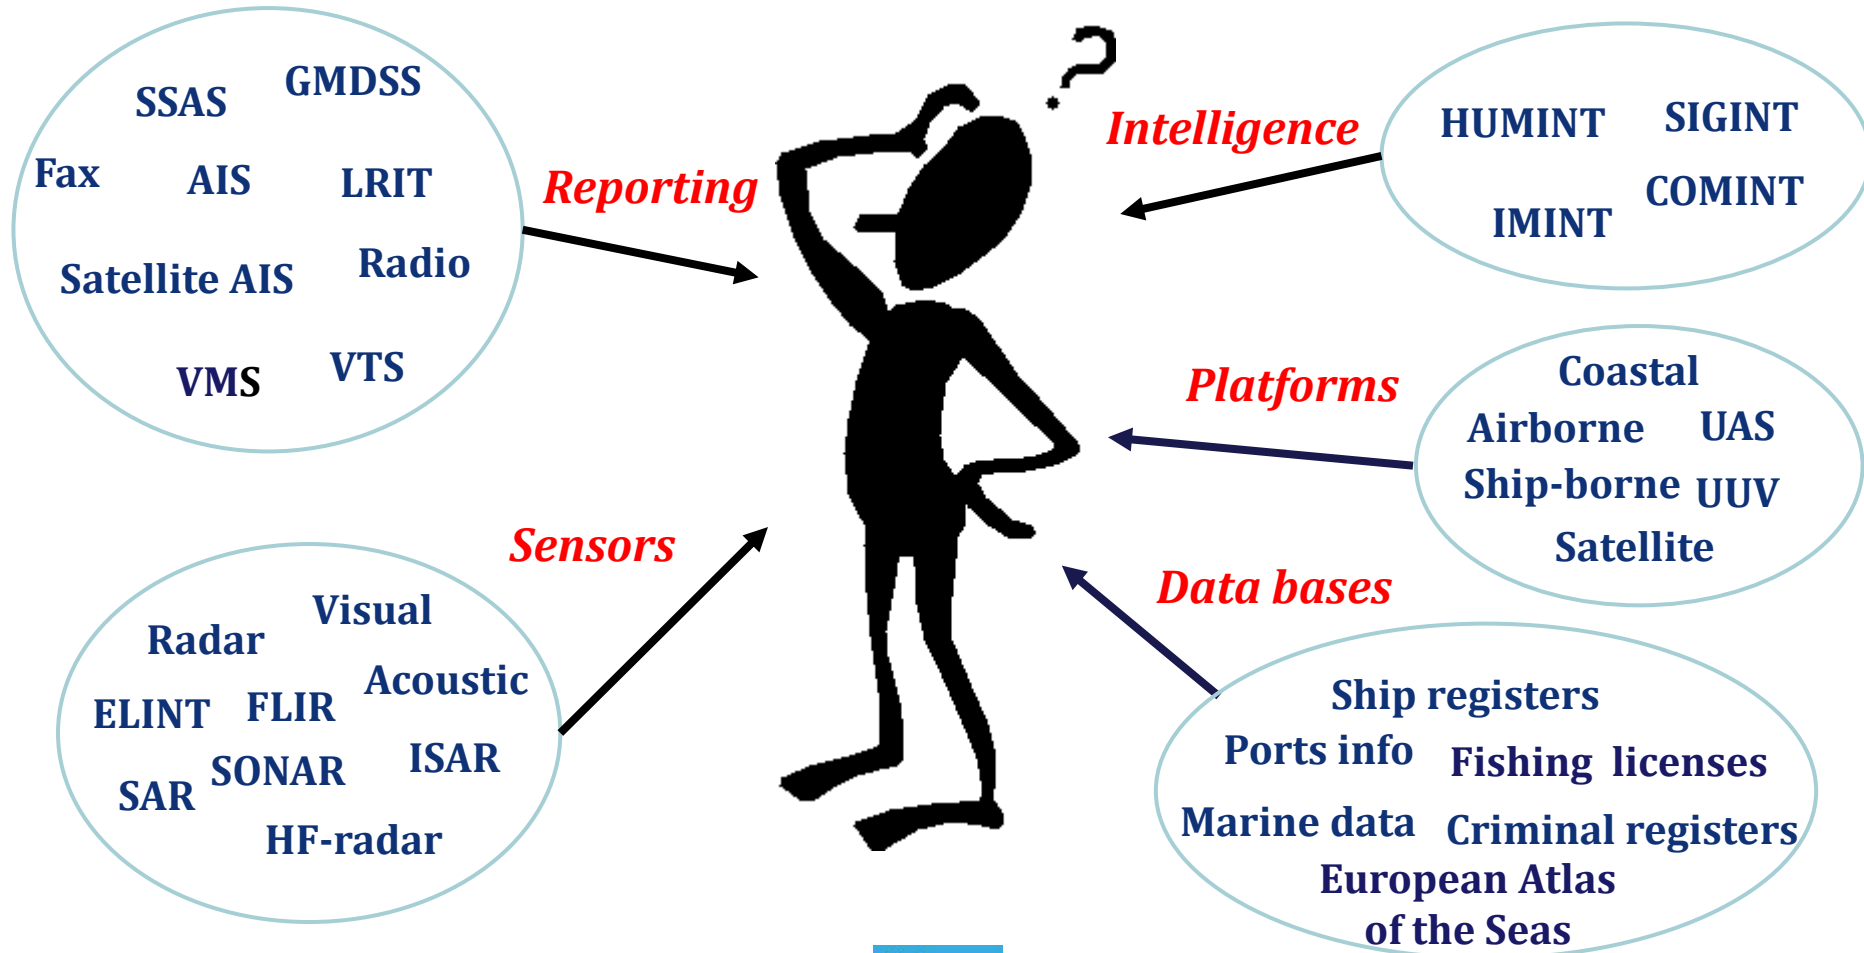 SSAS
GMDSS
Fax
AIS
LRIT
Satellite AIS
Radio
VMS
VTS
Reporting
?
Intelligence
HUMINT
SIGINT
IMINT
COMINT
Platforms
Coastal
Airborne
UAS
Ship-borne
UUV
Satellite
Sensors
Radar
Visual
ELINT
FLIR
Acoustic
SAR
SONAR
ISAR
HF-radar
Data bases
Ship registers
Ports info
Fishing licenses
Marine data
Criminal registers
European Atlas
of the Seas